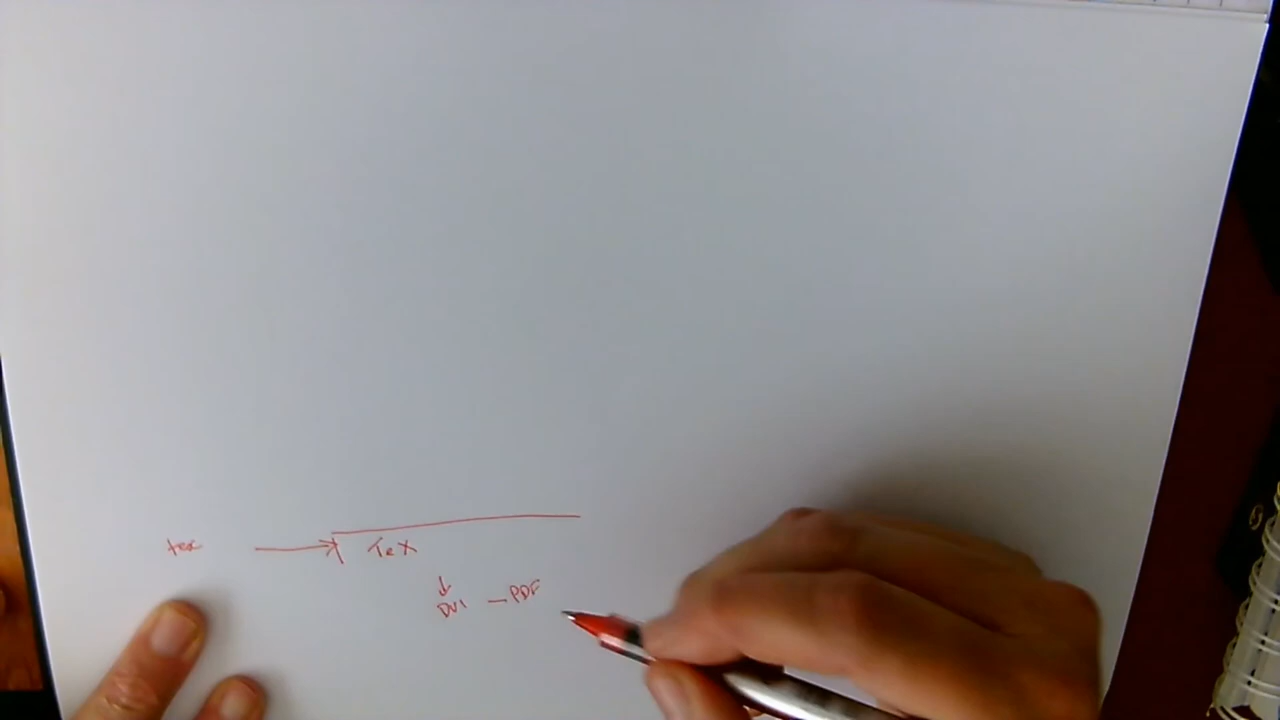 tex → TeX
↓
DVI — PDF